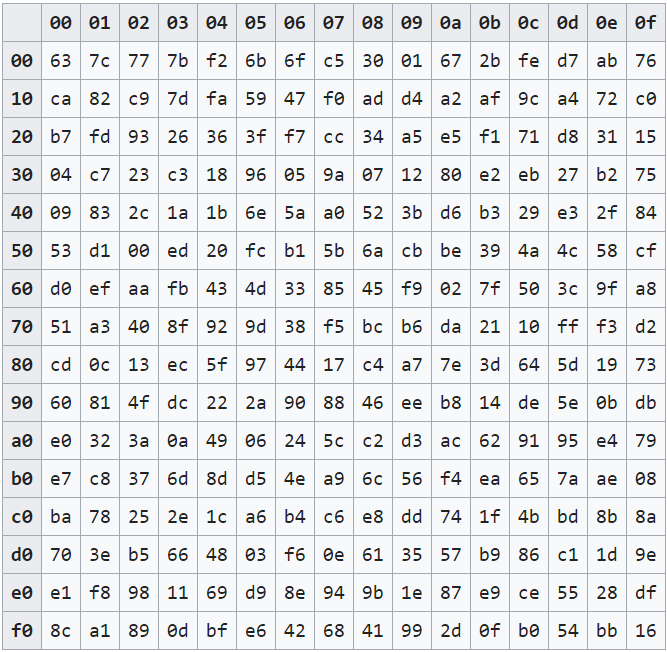 00 01 02 03 04 05 06 07 08 09 0a 0b 0c 0d 0e 0f
00 63 7c 77 7b f2 6b 6f c5 30 01 67 2b fe d7 ab 76
10 ca 82 c9 7d fa 59 47 f0 ad d4 a2 af 9c a4 72 c0
20 b7 fd 93 26 36 3f f7 cc 34 a5 e5 f1 71 d8 31 15
30 04 c7 23 c3 18 96 05 9a 07 12 80 e2 eb 27 b2 75
40 09 83 2c 1a 1b 6e 5a a0 52 3b d6 b3 29 e3 2f 84
50 53 d1 00 ed 20 fc b1 5b 6a cb be 39 4a 4c 58 cf
60 d0 ef aa fb 43 4d 33 85 45 f9 02 7f 50 3c 9f a8
70 51 a3 40 8f 92 9d 38 f5 bc b6 da 21 10 ff f3 d2
80 cd 0c 13 ec 5f 97 44 17 c4 a7 7e 3d 64 5d 19 73
90 60 81 4f dc 22 2a 90 88 46 ee b8 14 de 5e 0b db
a0 e0 32 3a 0a 49 06 24 5c c2 d3 ac 62 91 95 e4 79
b0 e7 c8 37 6d 8d d5 4e a9 6c 56 f4 ea 65 7a ae 08
c0 ba 78 25 2e 1c a6 b4 c6 e8 dd 74 1f 4b bd 8b 8a
d0 70 3e b5 66 48 03 f6 0e 61 35 57 b9 86 c1 1d 9e
e0 e1 f8 98 11 69 d9 8e 94 9b 1e 87 e9 ce 55 28 df
f0 8c a1 89 0d bf e6 42 68 41 99 2d 0f b0 54 bb 16